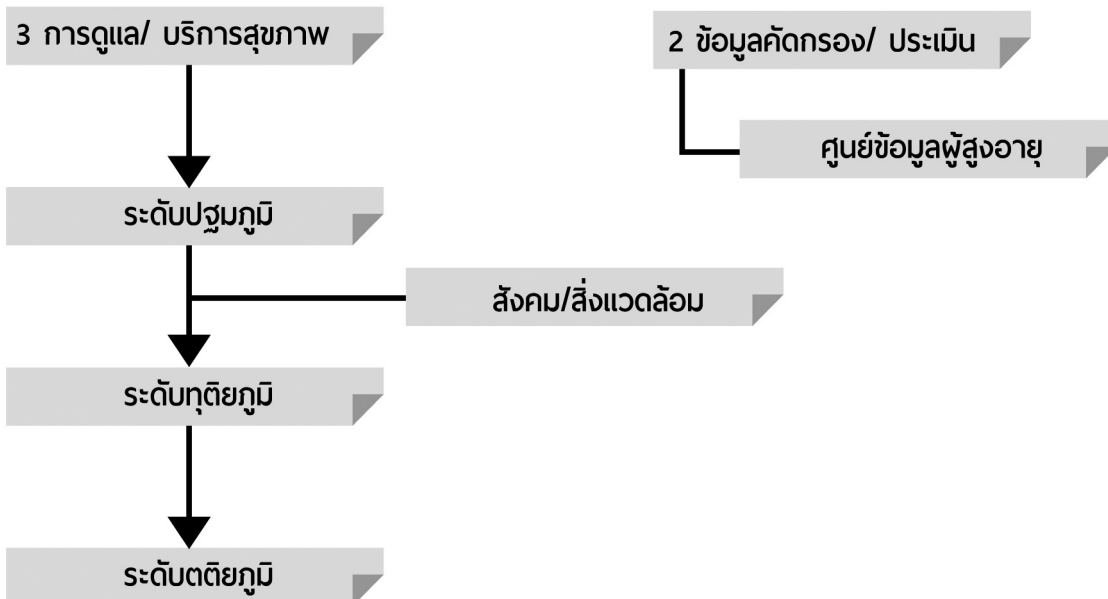 3 การดูแล/ บริการสุขภาพ
2 ข้อมูลคัดกรอง/ ประเมิน
ศูนย์ข้อมูลผู้สูงอายุ
ระดับปฐมภูมิ
สังคม/สิ่งแวดล้อม
ระดับทุติยภูมิ
ระดับตติยภูมิ